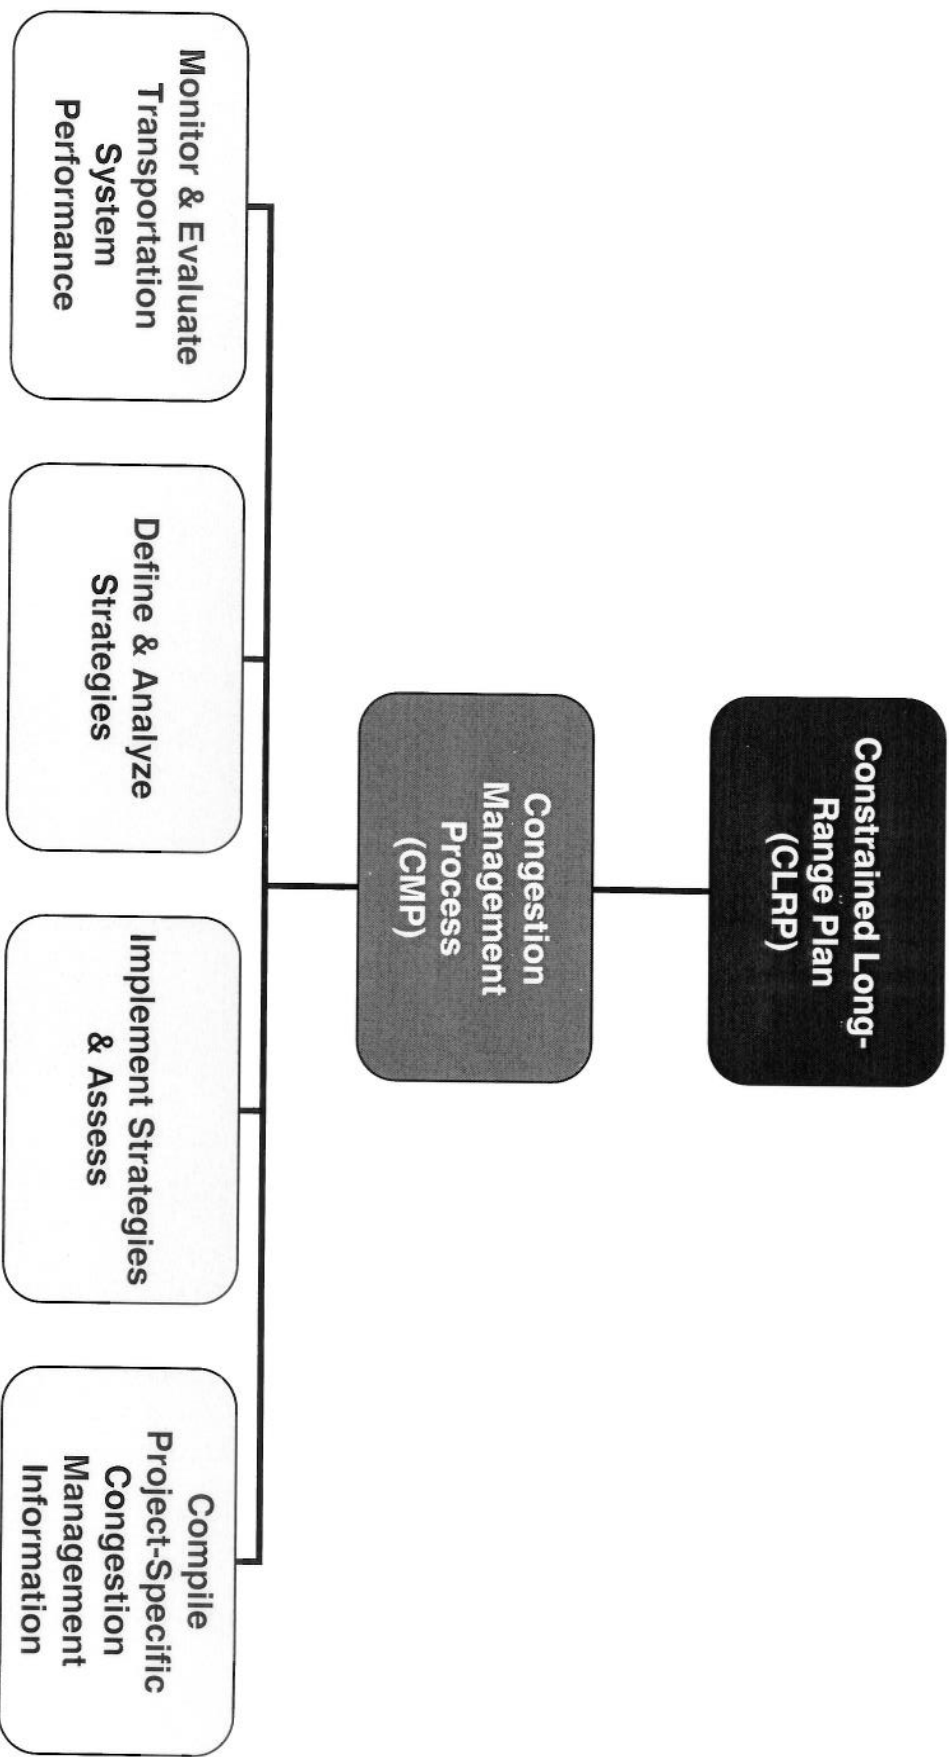 Constrained Long-
Range Plan
(CLRP)
Congestion
Management
Process
(CMP)
Monitor & Evaluate
Transportation
System
Performance
Define & Analyze
Strategies
Implement Strategies
& Assess
Compile
Project-Specific
Congestion
Management
Information